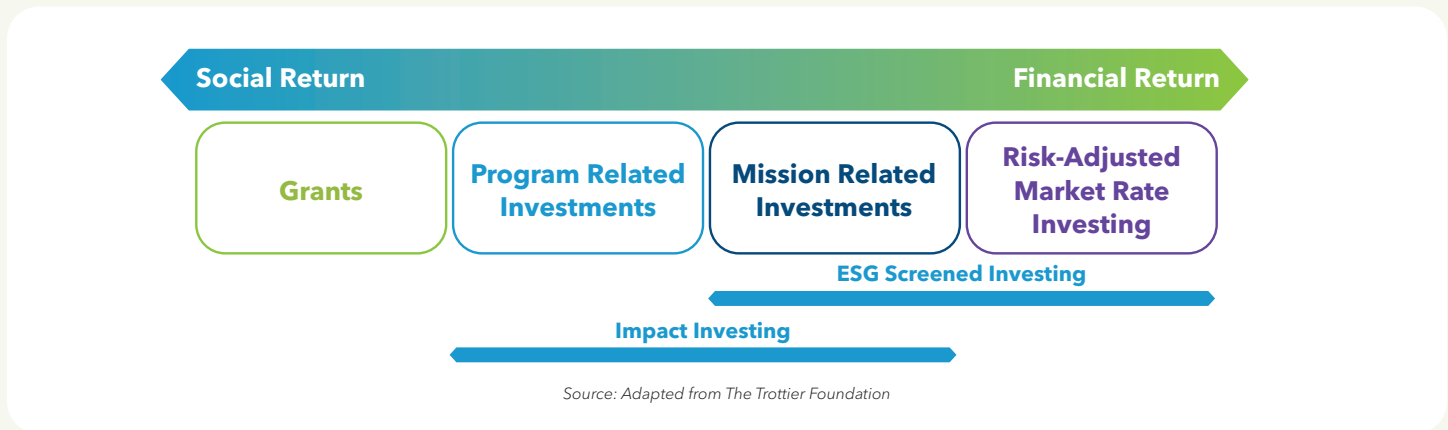 Social Return
Financial Return
Grants
Program Related
Investments
Mission Related
Investments
Risk-Adjusted
Market Rate
Investing
ESG Screened Investing
Impact Investing
Source: Adapted from The Trottier Foundation